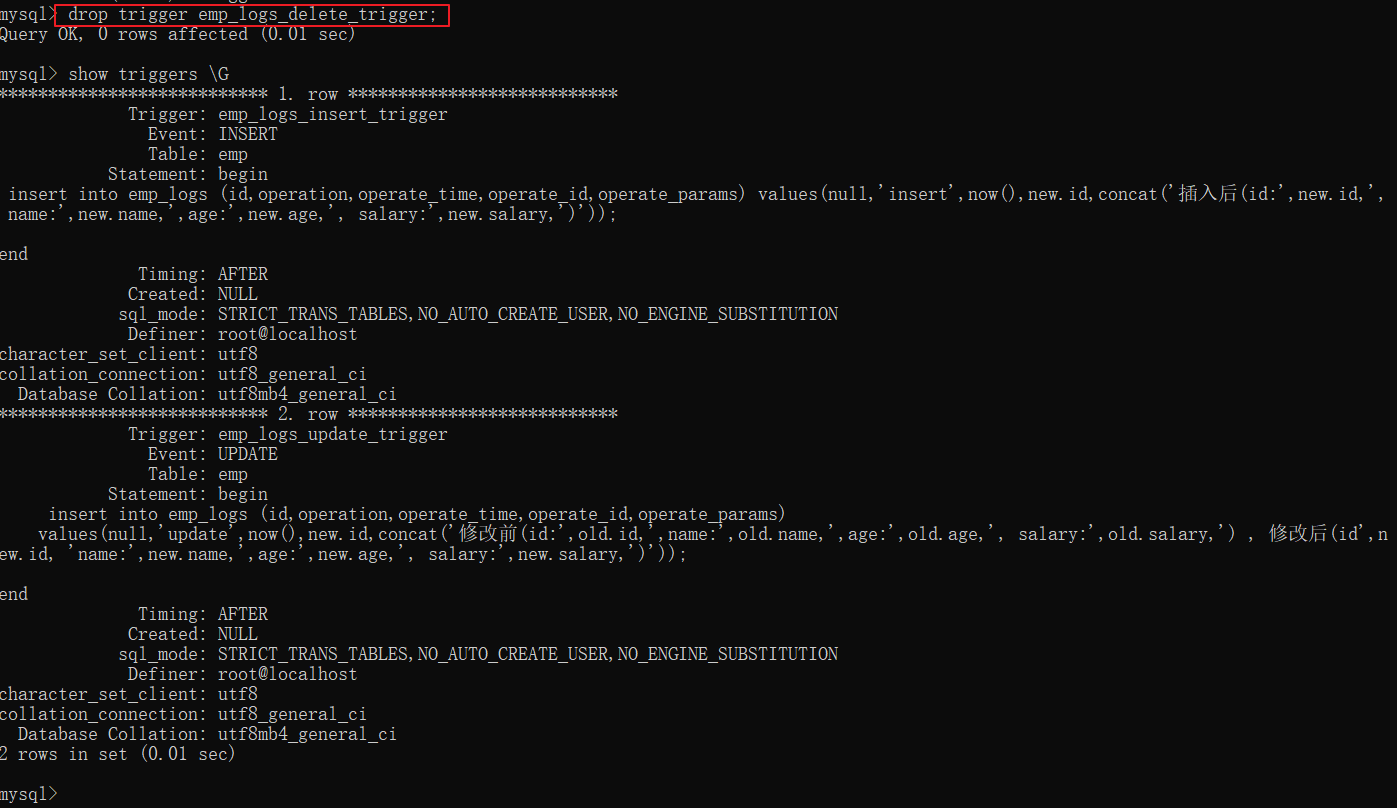 mysql> drop trigger emp_logs_delete_trigger;
Query OK, 0 rows affected (0.01 sec)
mysql> show triggers \G
*************************** 1. row ***************************
Trigger: emp_logs_insert_trigger
Event: INSERT
Table: emp
Statement: begin
insert into emp_logs (id,operation,operate_time,operate_id,operate_params) values(null,'insert',now(),new.id,concat('插入后(id:',new.id,',
name:',new.name,',age:',new.age,', salary:',new.salary,')'));
end
Timing: AFTER
Created: NULL
sql_mode: STRICT_TRANS_TABLES,NO_AUTO_CREATE_USER,NO_ENGINE_SUBSTITUTION
Definer: root@localhost
character_set_client: utf8
collation_connection: utf8_general_ci
Database Collation: utf8mb4_general_ci
*************************** 2. row ***************************
Trigger: emp_logs_update_trigger
Event: UPDATE
Table: emp
Statement: begin
insert into emp_logs (id,operation,operate_time,operate_id,operate_params)
values(null,'update',now(),new.id,concat('修改前(id:',old.id,',name:',old.name,',age:',old.age,', salary:',old.salary,') , 修改后(id',n
ew.id, 'name:',new.name,',age:',new.age,', salary:',new.salary,')'));
end
Timing: AFTER
Created: NULL
sql_mode: STRICT_TRANS_TABLES,NO_AUTO_CREATE_USER,NO_ENGINE_SUBSTITUTION
Definer: root@localhost
character_set_client: utf8
collation_connection: utf8_general_ci
Database Collation: utf8mb4_general_ci
2 rows in set (0.01 sec)
mysql>